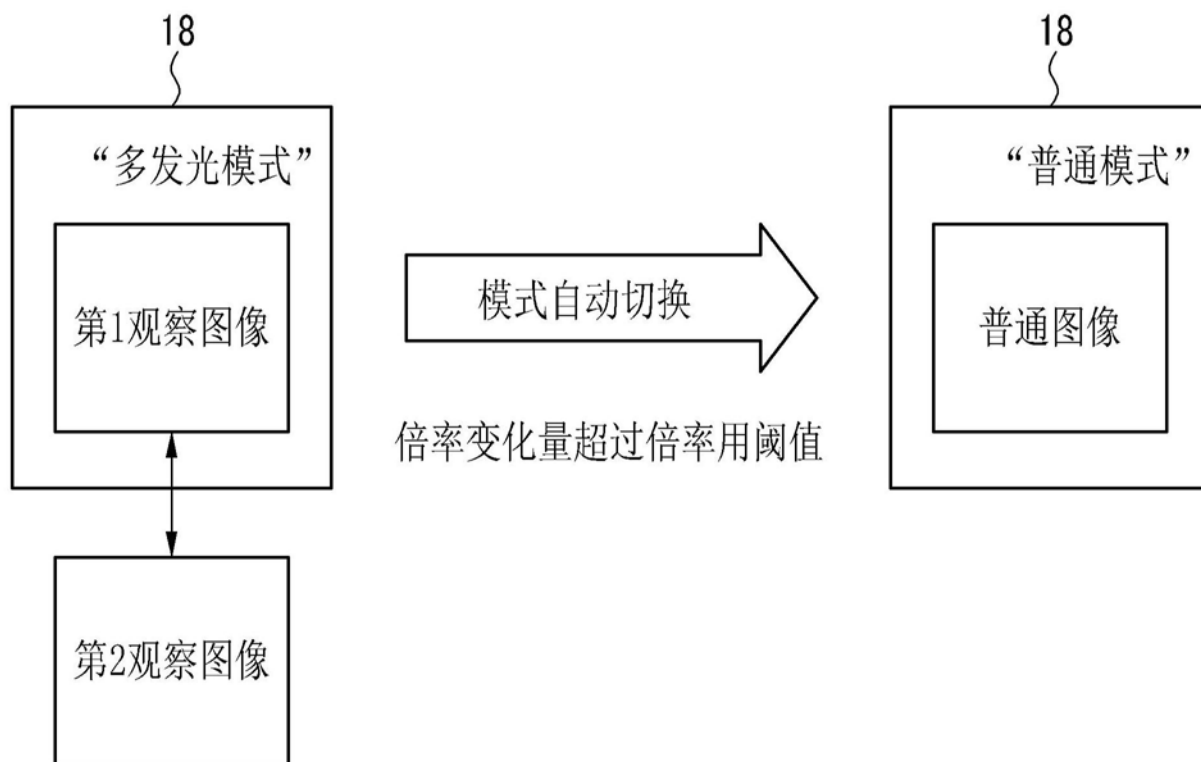 18
18
“多发光模式”
“普通模式”
第1观察图像
模式自动切换
普通图像
倍率变化量超过倍率用阈值
第2观察图像